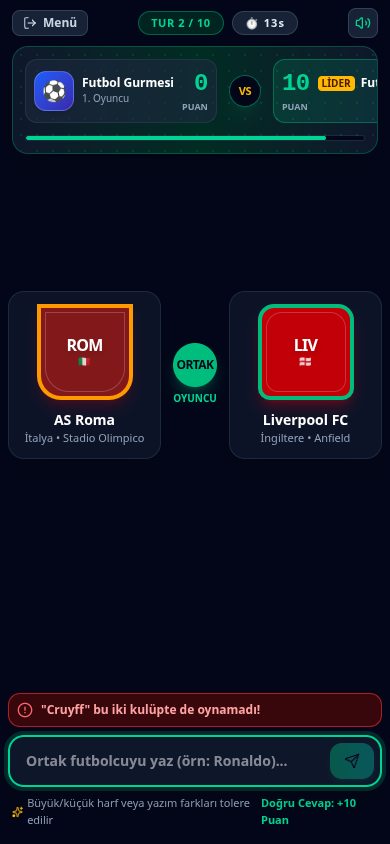 Menü
TUR 2 / 10
13s
Futbol Gurmesi
1. Oyuncu
0
PUAN
VS
10
PUAN
LİDER
Fut
ROM
ORTAK
OYUNCU
LIV
AS Roma
İtalya • Stadio Olimpico
Liverpool FC
İngiltere • Anfield
"Cruyff" bu iki kulüpte de oynamadı!
Ortak futbolcuyu yaz (örn: Ronaldo)...
Büyük/küçük harf veya yazım farkları tolere
edilir
Doğru Cevap: +10
Puan